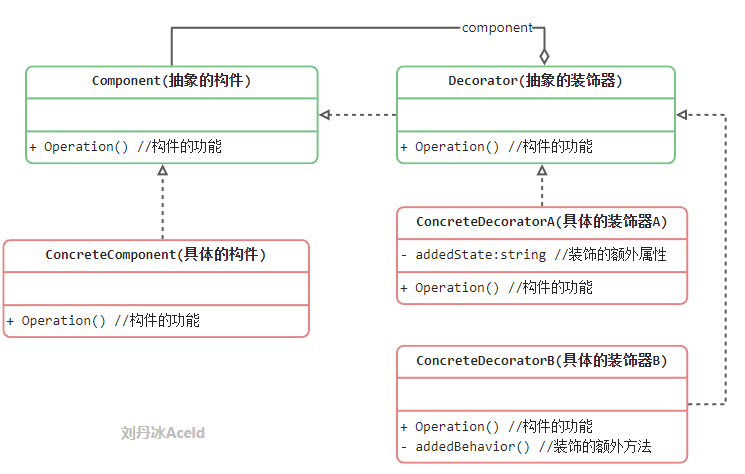 component
Component(抽象的构件)
+ Operation() //构件的功能
Decorator(抽象的装饰器)
+ Operation() //构件的功能
ConcreteComponent(具体的构件)
+ Operation() //构件的功能
ConcreteDecoratorA(具体的装饰器A)
- addedState:string //装饰的额外属性
+ Operation() //构件的功能
ConcreteDecoratorB(具体的装饰器B)
+ Operation() //构件的功能
- addedBehavior() //装饰的额外方法
刘丹冰Aceld